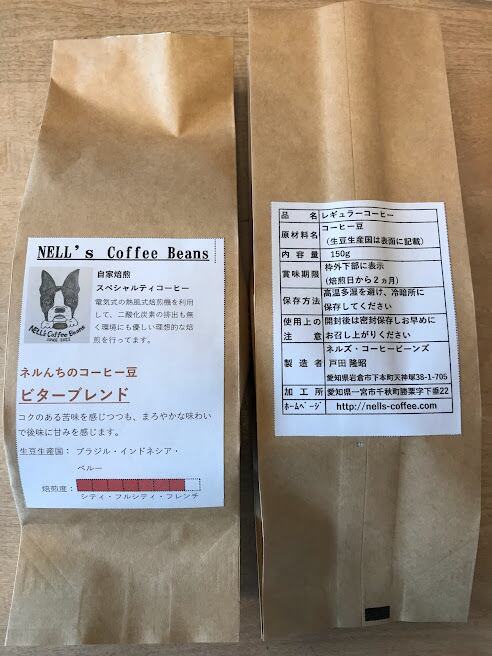 NELL's Coffee Beans
自家焙煎
スペシャルティコーヒー
電気式の熱風式焙煎機を利用
して、二酸化炭素の排出も無
く環境にも優しい理想的な焙
煎を行ってます。
NELL's Coffee Beans
ネルんちのコーヒー豆
ビターブレンド
コクのある苦味を感じつつも、まろやかな味わい
で後味に甘みを感じます。
生豆生産国： ブラジル・インドネシア・
ペルー
焙煎度：
シティ・フルシティ・フレンチ
品名 レギュラーコーヒー
原材料名 コーヒー豆
（生豆生産国は表面に記載）
内容量 150g
賞味期限 枠外下部に表示
（焙煎日から２ヵ月）
保存方法 高温多湿を避け、冷暗所に
保存してください
使用上の注意 開封後は密封保存しお早めに
お召し上がりください
製造者 ネルズ・コーヒービーンズ
戸田 隆昭
愛知県岩倉市下本町天神塚38-1-705
加工所 愛知県一宮市千秋町勝栗字下壱22
ﾎｰﾑﾍﾟｰｼﾞ http://nells-coffee.com